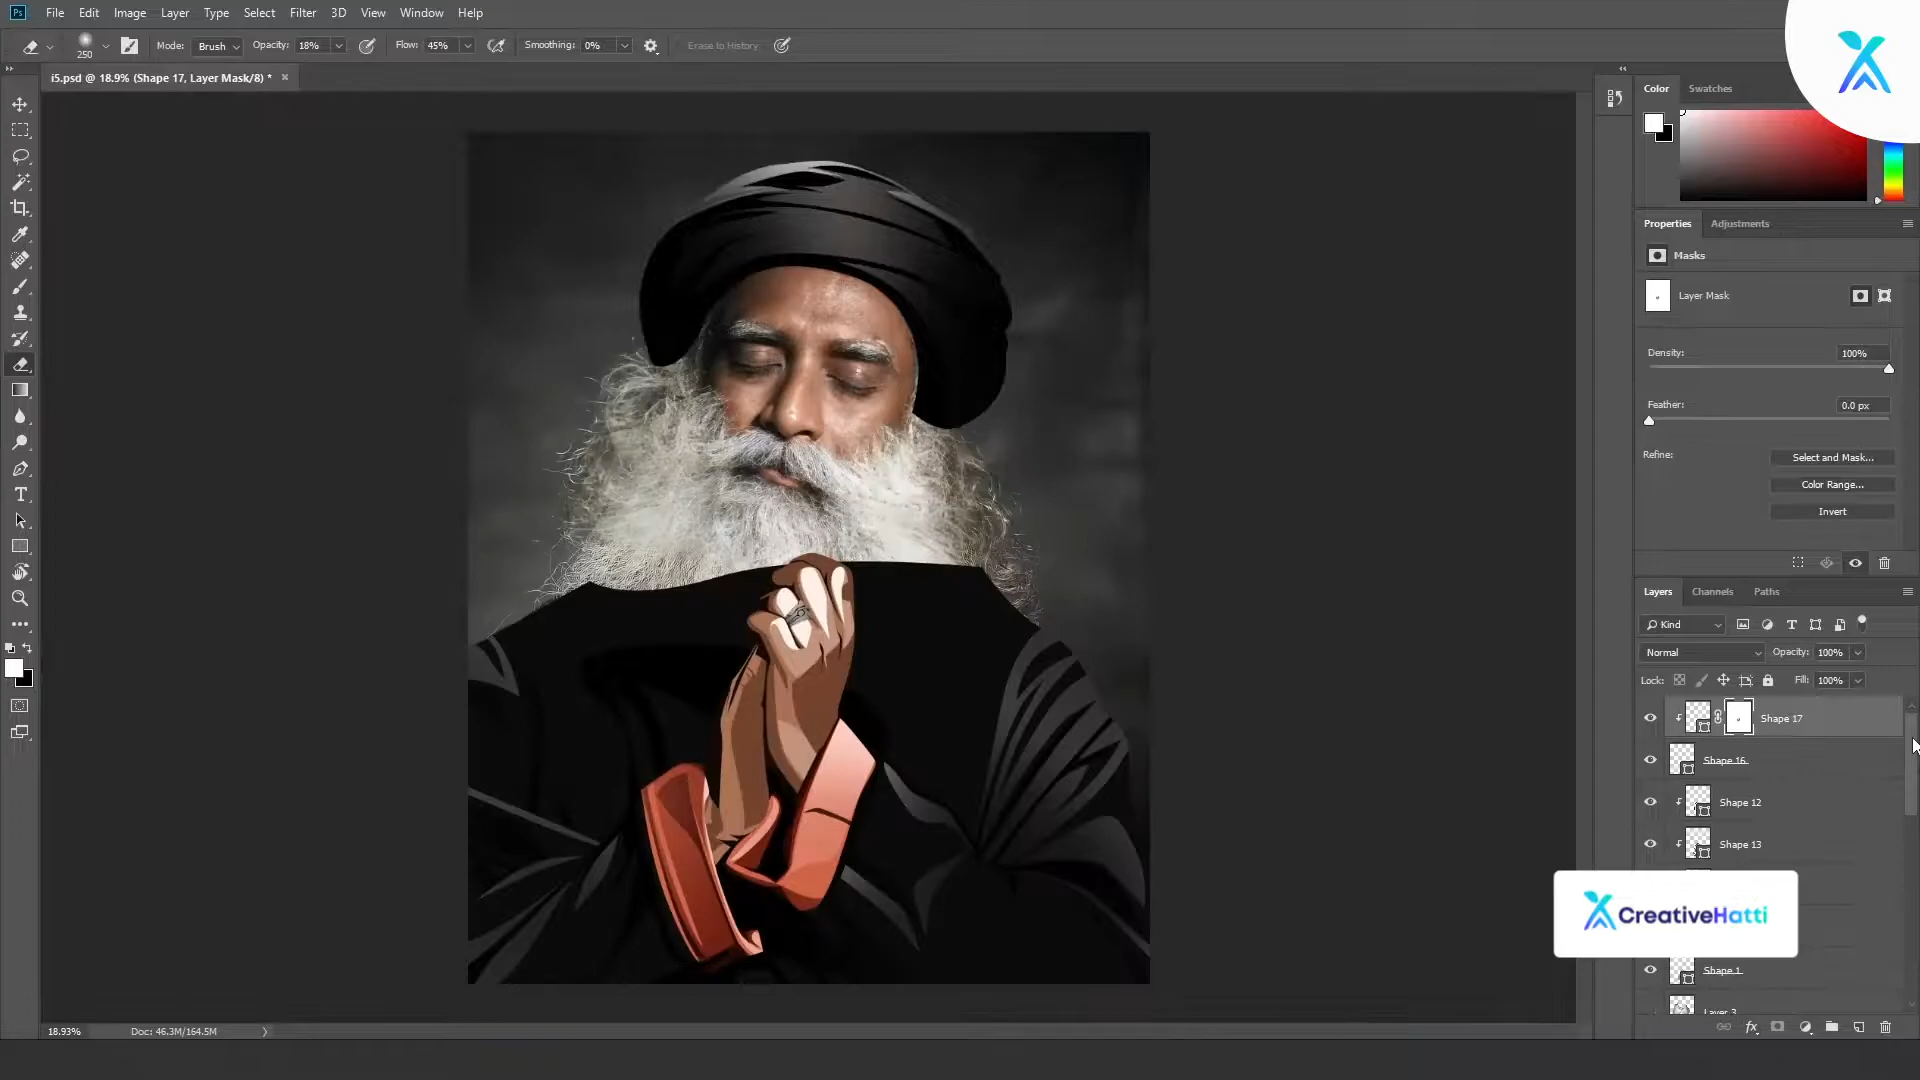 Ps File Edit Image Layer Type Select Filter 3D View Window Help
250 Mode: Brush Opacity: 18% Flow: 45% Smoothing: 0% Erase to History
i5.psd @ 18.9% (Shape 17, Layer Mask/8) * ×
Color Swatches
Properties Adjustments
Masks
Layer Mask
Density: 100%
Feather: 0.0 px
Refine: Select and Mask...
Color Range...
Invert
Layers Channels Paths
Kind
Normal Opacity: 100%
Lock: Fill: 100%
Shape 17
Shape 16
Shape 12
Shape 13
CreativeHatti
Shape 1
Layer 3
18.93% Doc: 46.3M/164.5M